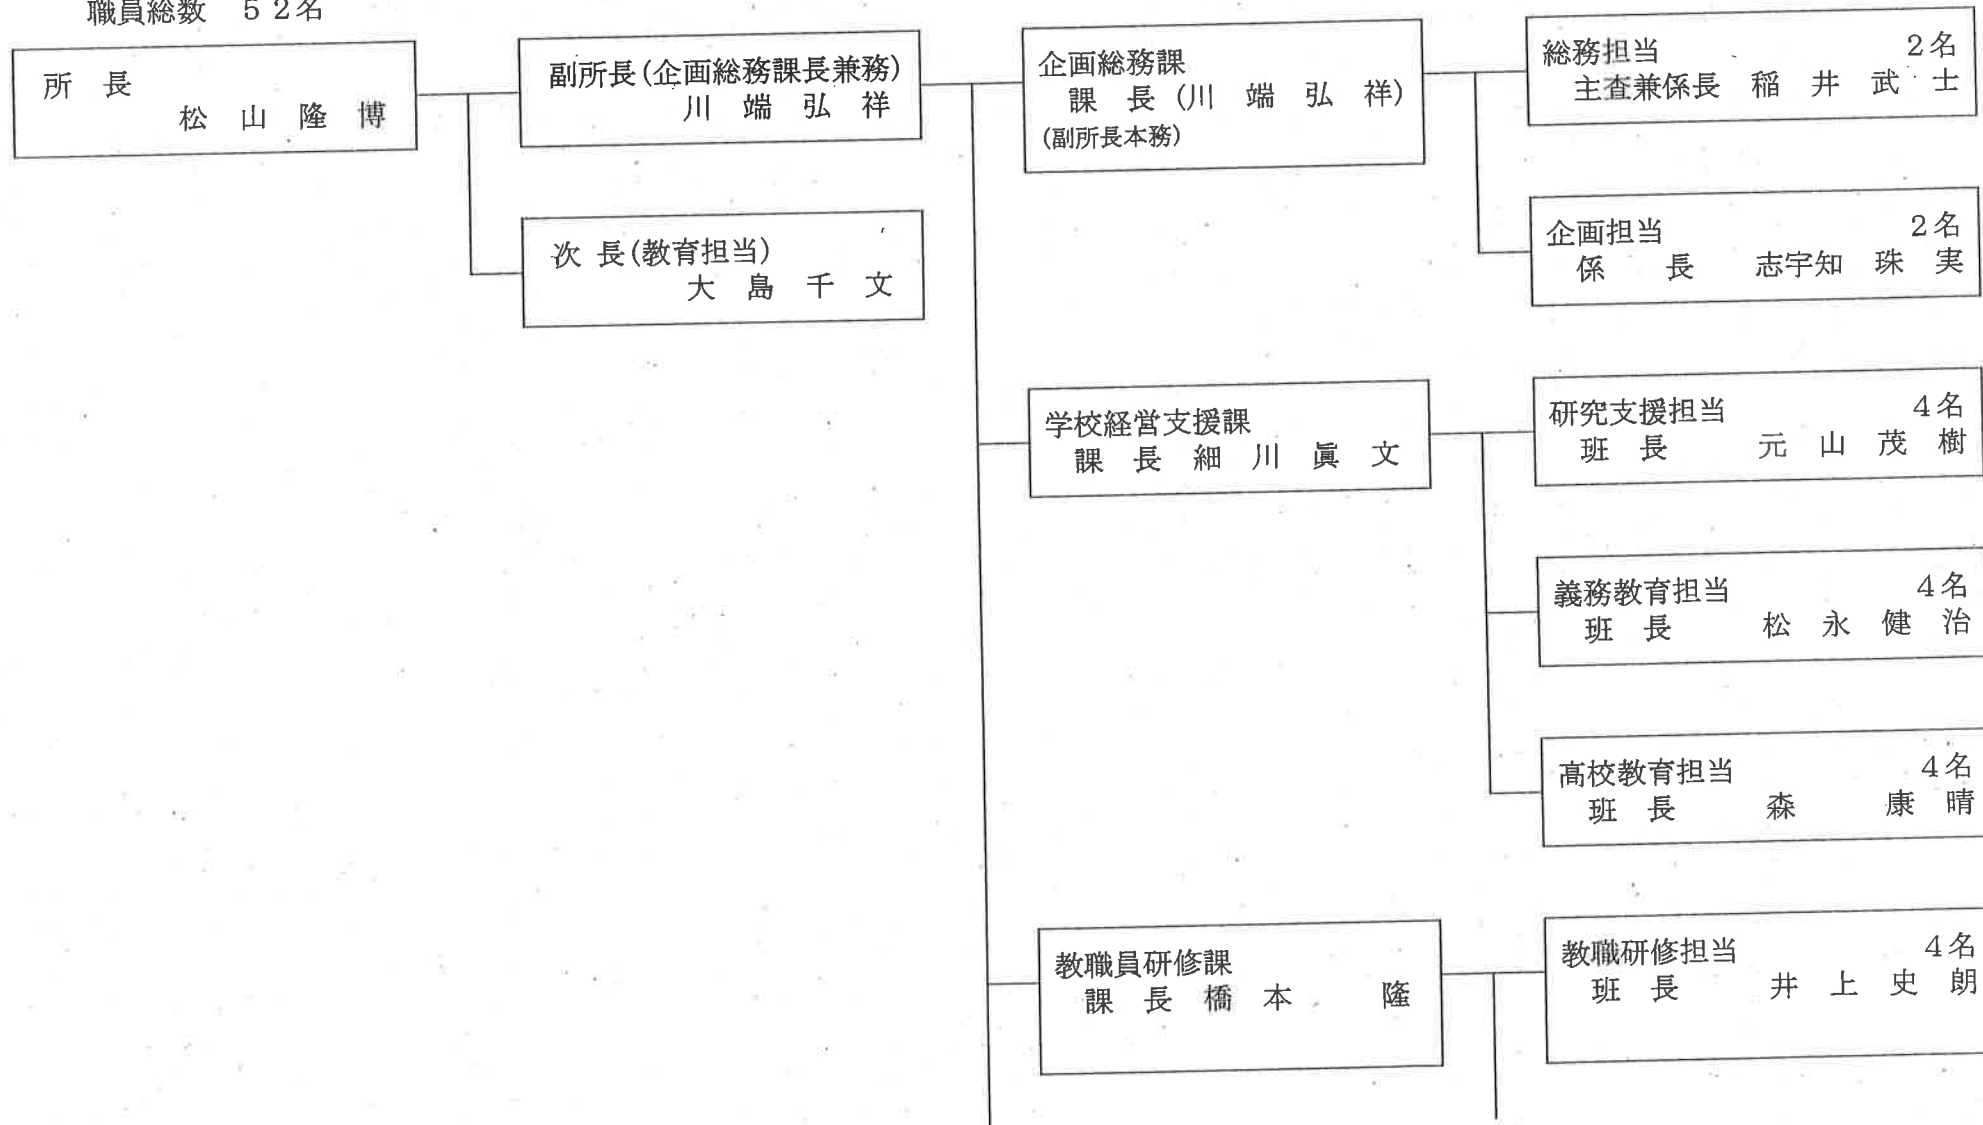 職員総数 52名
所 長
松 山 隆 博
副所長(企画総務課長兼務)
川 端 弘 祥
次 長(教育担当)
大 島 千 文
企画総務課
課 長(川 端 弘 祥)
(副所長本務)
総務担当 2名
主査兼係長 稲 井 武 士
企画担当 2名
係 長 志宇知 珠 実
学校経営支援課
課 長 細 川 眞 文
研究支援担当 4名
班 長 元 山 茂 樹
義務教育担当 4名
班 長 松 永 健 治
高校教育担当 4名
班 長 森 康 晴
教職員研修課
課 長 橋 本 隆
教職研修担当 4名
班 長 井 上 史 朗